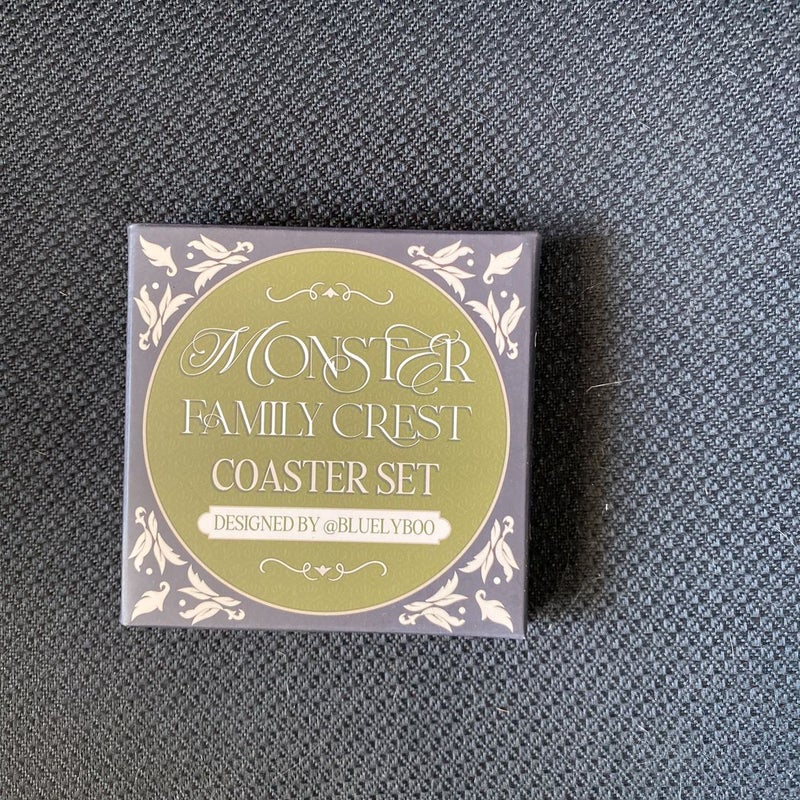 MONSTER
FAMILY CREST
COASTER SET
DESIGNED BY @BLUELYBOO